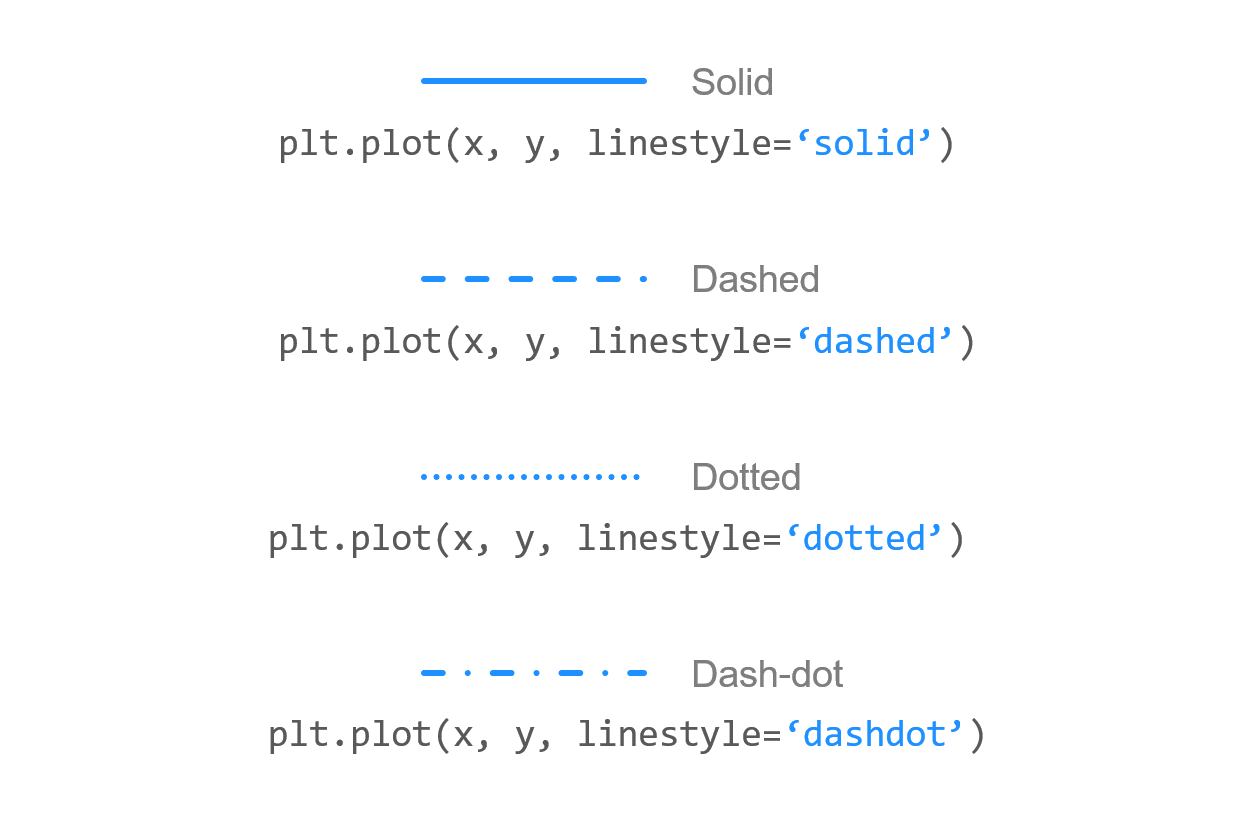 Solid
plt.plot(x, y, linestyle=‘solid’)
Dashed
plt.plot(x, y, linestyle=‘dashed’)
Dotted
plt.plot(x, y, linestyle=‘dotted’)
Dash-dot
plt.plot(x, y, linestyle=‘dashdot’)